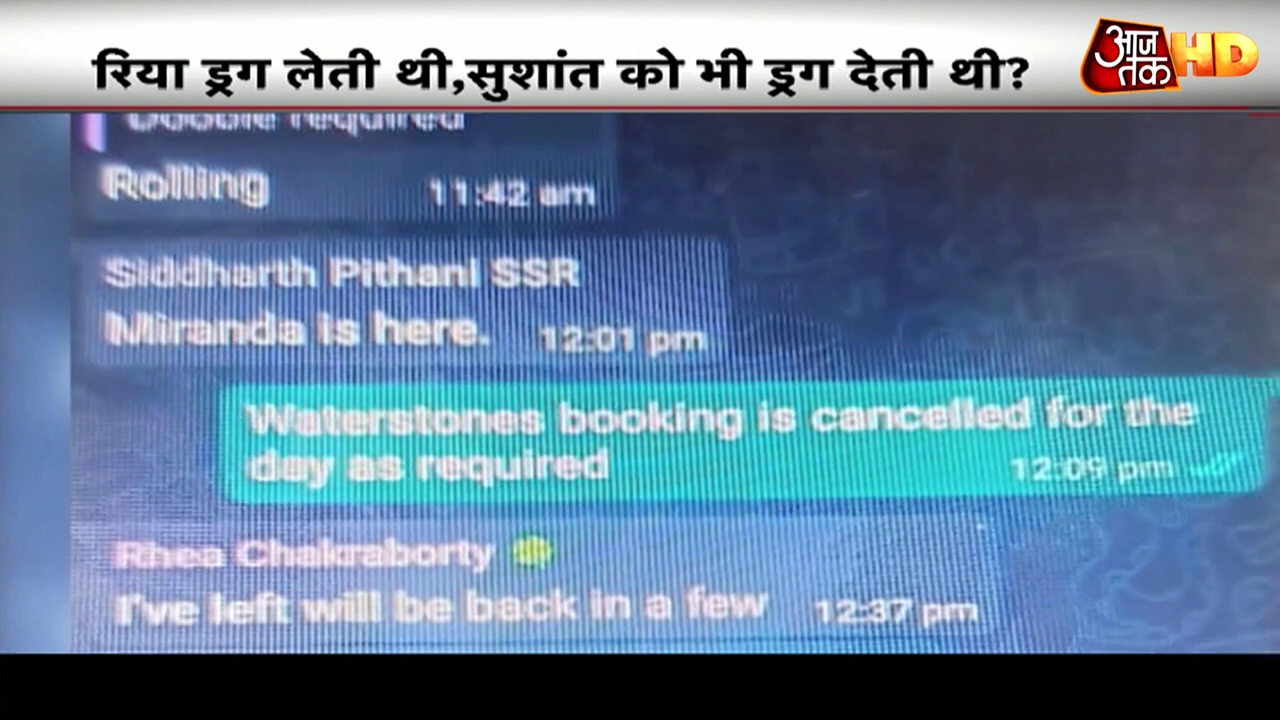 रिया ड्रग लेती थी,सुशांत को भी ड्रग देती थी?
आज तक HD
Doobie required
Rolling 11:42 am
Siddharth Pithani SSR
Miranda is here. 12:01 pm
Waterstones booking is cancelled for the
day as required 12:09 pm
Rhea Chakraborty
I've left will be back in a few 12:37 pm